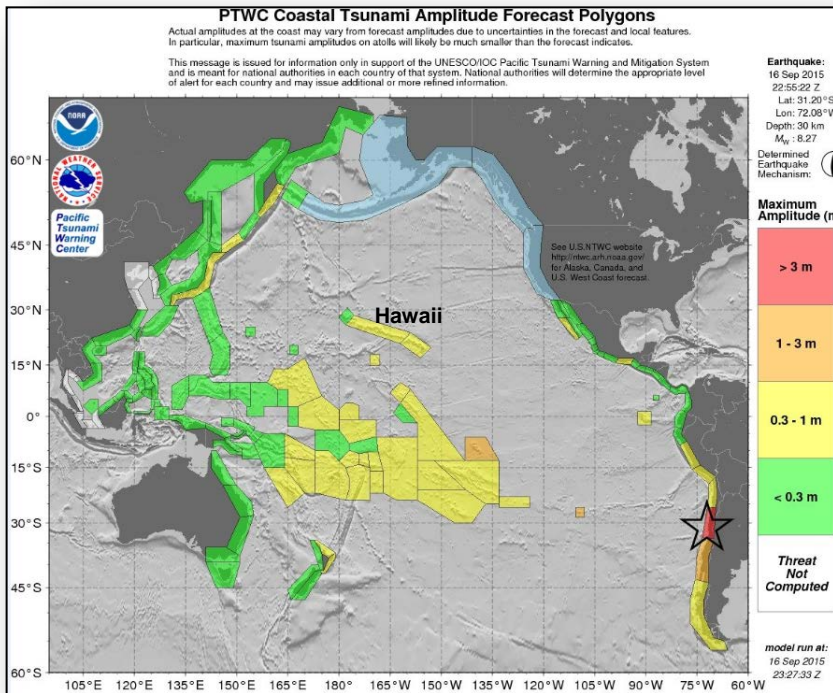 PTWC Coastal Tsunami Amplitude Forecast Polygons
Actual amplitudes at the coast may vary from forecast amplitudes due to uncertainties in the forecast and local features.
In particular, maximum tsunami amplitudes on atolls will likely be much smaller than the forecast indicates.
This message is issued for information only in support of the UNESCO/IOC Pacific Tsunami Warning and Mitigation System
and is meant for national authorities in each country of that system. National authorities will determine the appropriate level
of alert for each country and may issue additional or more refined information.
Earthquake:
16 Sep 2015
22:55:22 Z
Lat: 31.20°S
Lon: 72.08°W
Depth: 30 km
Mw : 8.27
Determined
Earthquake
Mechanism:
noaa
NATIONAL WEATHER SERVICE
Pacific
Tsunami
Warning
Center
See U.S.NTWC website
http://ntwc.arh.noaa.gov/
for Alaska, Canada, and
U.S. West Coast forecast.
Hawaii
60°N
45°N
30°N
15°N
0°
15°S
30°S
45°S
60°S
105°E 120°E 135°E 150°E 165°E 180°W 165°W 150°W 135°W 120°W 105°W 90°W 75°W 60°W
Maximum
Amplitude (m
> 3 m
1 - 3 m
0.3 - 1 m
< 0.3 m
Threat
Not
Computed
model run at:
16 Sep 2015
23:27:33 Z